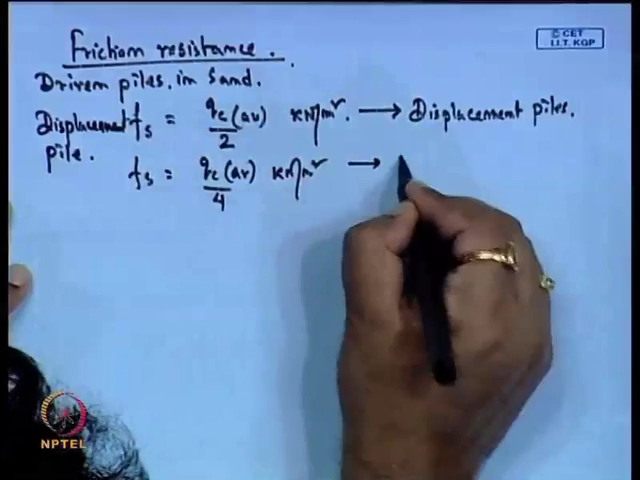 © CET
I.I.T. KGP
Friction resistance.
Driven piles in Sand.
Displacement pile.
fs = qc(av)/2 kN/m² → Displacement piles.
fs = qc(av)/4 kN/m² →
NPTEL